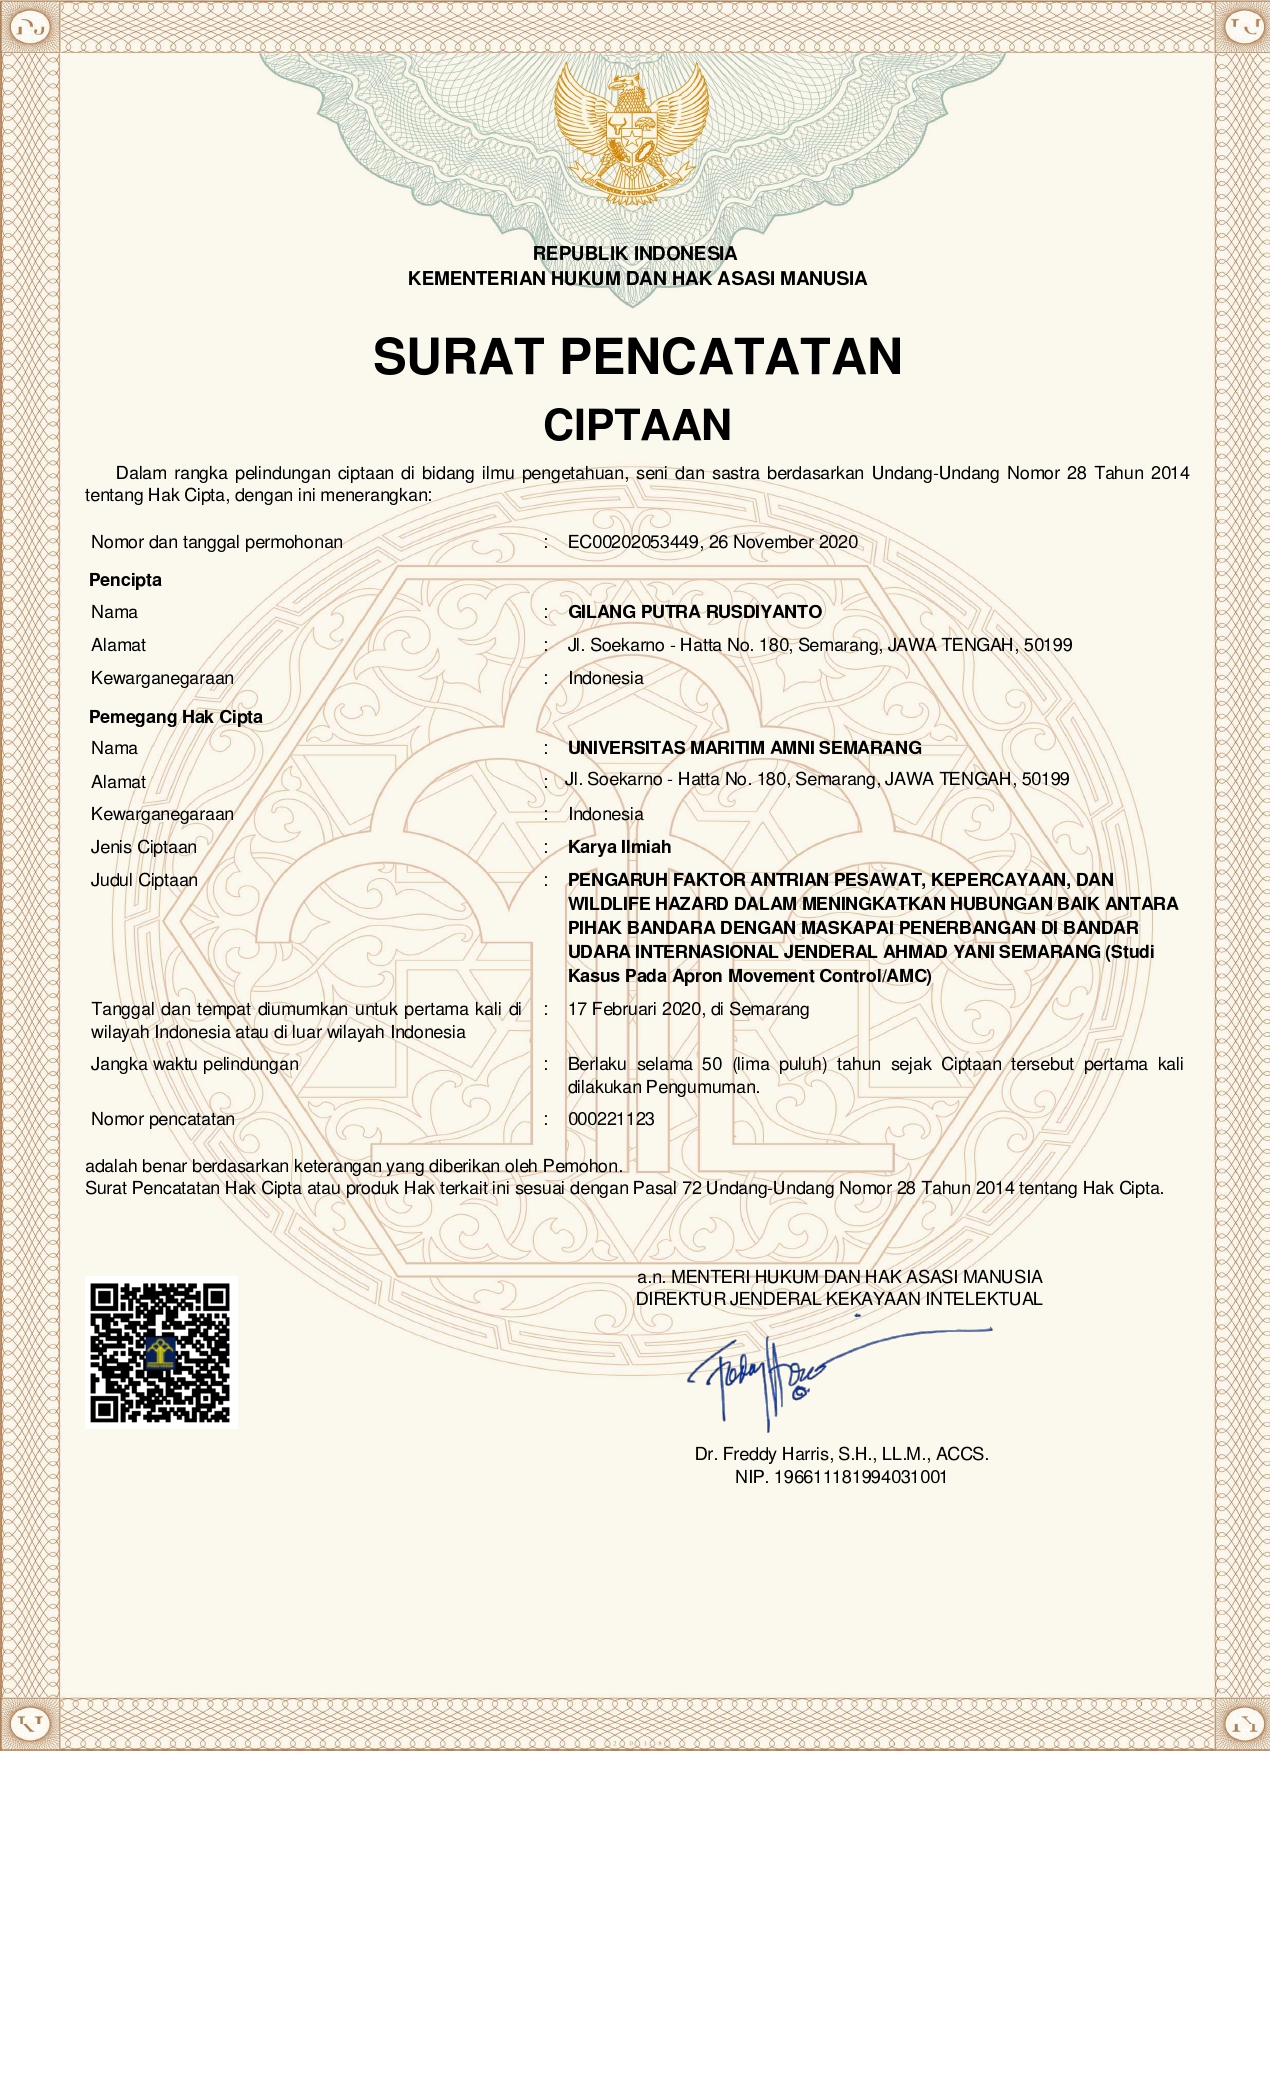 REPUBLIK INDONESIA
KEMENTERIAN HUKUM DAN HAK ASASI MANUSIA
SURAT PENCATATAN
CIPTAAN
Dalam rangka pelindungan ciptaan di bidang ilmu pengetahuan, seni dan sastra berdasarkan Undang-Undang Nomor 28 Tahun 2014
tentang Hak Cipta, dengan ini menerangkan:
Nomor dan tanggal permohonan : EC00202053449, 26 November 2020
Pencipta
Nama : GILANG PUTRA RUSDIYANTO
Alamat : Jl. Soekarno - Hatta No. 180, Semarang, JAWA TENGAH, 50199
Kewarganegaraan : Indonesia
Pemegang Hak Cipta
Nama : UNIVERSITAS MARITIM AMNI SEMARANG
Alamat : Jl. Soekarno - Hatta No. 180, Semarang, JAWA TENGAH, 50199
Kewarganegaraan : Indonesia
Jenis Ciptaan : Karya Ilmiah
Judul Ciptaan : PENGARUH FAKTOR ANTRIAN PESAWAT, KEPERCAYAAN, DAN
WILDLIFE HAZARD DALAM MENINGKATKAN HUBUNGAN BAIK ANTARA
PIHAK BANDARA DENGAN MASKAPAI PENERBANGAN DI BANDAR
UDARA INTERNASIONAL JENDERAL AHMAD YANI SEMARANG (Studi
Kasus Pada Apron Movement Control/AMC)
Tanggal dan tempat diumumkan untuk pertama kali di : 17 Februari 2020, di Semarang
wilayah Indonesia atau di luar wilayah Indonesia
Jangka waktu pelindungan : Berlaku selama 50 (lima puluh) tahun sejak Ciptaan tersebut pertama kali
dilakukan Pengumuman.
Nomor pencatatan : 000221123
adalah benar berdasarkan keterangan yang diberikan oleh Pemohon.
Surat Pencatatan Hak Cipta atau produk Hak terkait ini sesuai dengan Pasal 72 Undang-Undang Nomor 28 Tahun 2014 tentang Hak Cipta.
a.n. MENTERI HUKUM DAN HAK ASASI MANUSIA
DIREKTUR JENDERAL KEKAYAAN INTELEKTUAL
Dr. Freddy Harris, S.H., LL.M., ACCS.
NIP. 196611181994031001